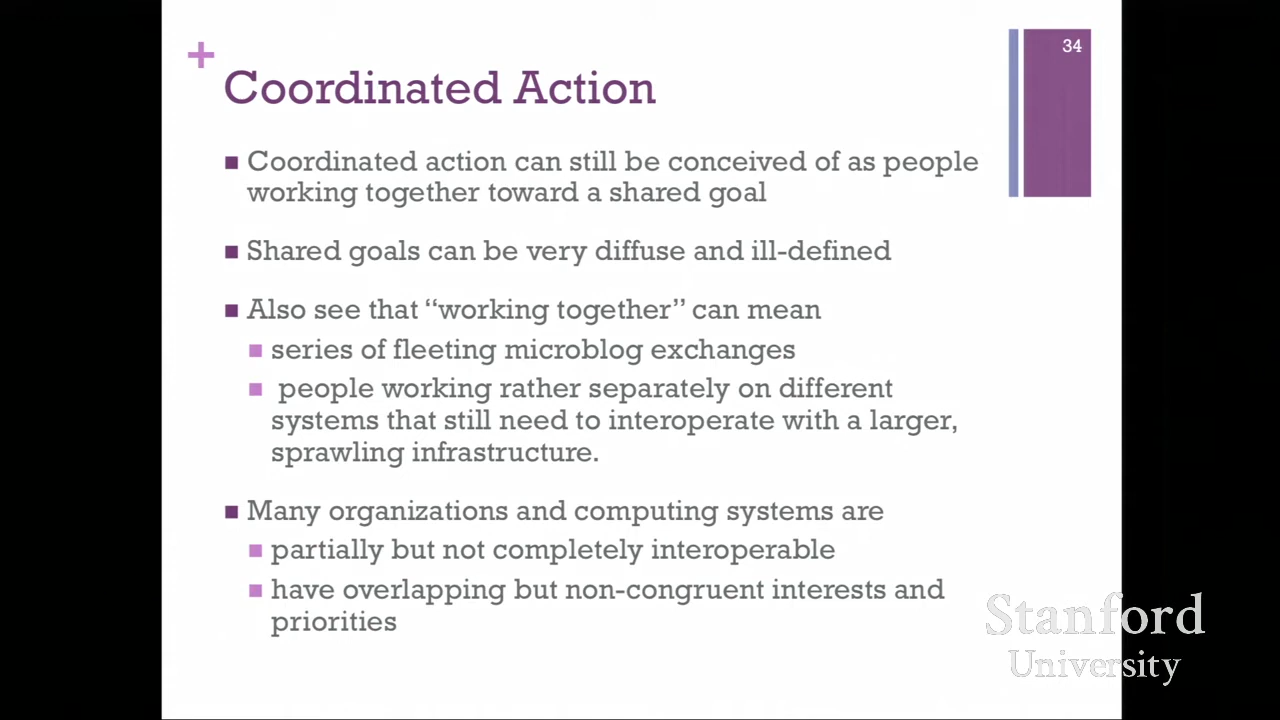 +
34
Coordinated Action
Coordinated action can still be conceived of as people
working together toward a shared goal
Shared goals can be very diffuse and ill-defined
Also see that “working together” can mean
series of fleeting microblog exchanges
people working rather separately on different
systems that still need to interoperate with a larger,
sprawling infrastructure.
Many organizations and computing systems are
partially but not completely interoperable
have overlapping but non-congruent interests and
priorities
Stanford
University